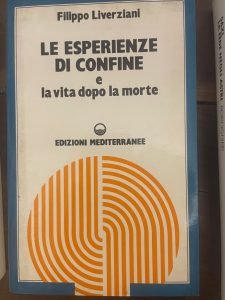 Filippo Liverziani
LE ESPERIENZE
DI CONFINE
e
la vita dopo la morte
EDIZIONI MEDITERRANEE